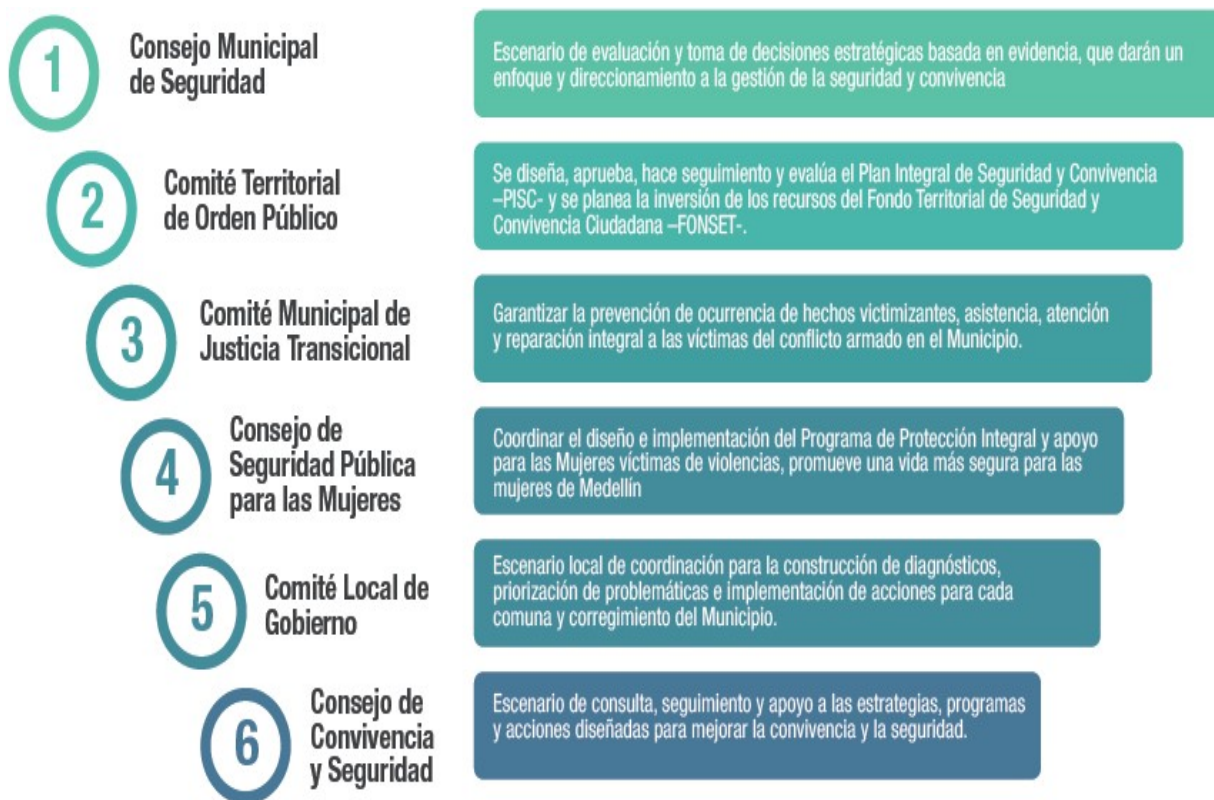 1
Consejo Municipal
de Seguridad
Escenario de evaluación y toma de decisiones estratégicas basada en evidencia, que darán un
enfoque y direccionamiento a la gestión de la seguridad y convivencia
2
Comité Territorial
de Orden Público
Se diseña, aprueba, hace seguimiento y evalúa el Plan Integral de Seguridad y Convivencia
–PISC- y se planea la inversión de los recursos del Fondo Territorial de Seguridad y
Convivencia Ciudadana –FONSET-.
3
Comité Municipal de
Justicia Transicional
Garantizar la prevención de ocurrencia de hechos victimizantes, asistencia, atención
y reparación integral a las víctimas del conflicto armado en el Municipio.
4
Consejo de
Seguridad Pública
para las Mujeres
Coordinar el diseño e implementación del Programa de Protección Integral y apoyo
para las Mujeres víctimas de violencias, promueve una vida más segura para las
mujeres de Medellín
5
Comité Local de
Gobierno
Escenario local de coordinación para la construcción de diagnósticos,
priorización de problemáticas e implementación de acciones para cada
comuna y corregimiento del Municipio.
6
Consejo de
Convivencia
y Seguridad
Escenario de consulta, seguimiento y apoyo a las estrategias, programas
y acciones diseñadas para mejorar la convivencia y la seguridad.